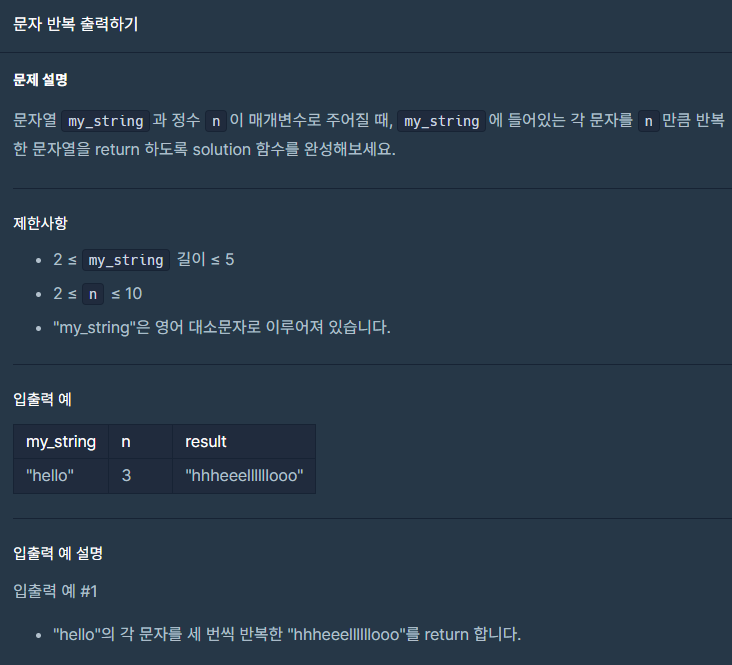 문자 반복 출력하기
문제 설명
문자열 my_string 과 정수 n 이 매개변수로 주어질 때, my_string 에 들어있는 각 문자를 n 만큼 반복
한 문자열을 return 하도록 solution 함수를 완성해보세요.
제한사항
• 2 ≤ my_string 길이 ≤ 5
• 2 ≤ n ≤ 10
• "my_string"은 영어 대소문자로 이루어져 있습니다.
입출력 예
my_string n result
"hello" 3 "hhheeellllllooo"
입출력 예 설명
입출력 예 #1
• "hello"의 각 문자를 세 번씩 반복한 "hhheeellllllooo"를 return 합니다.